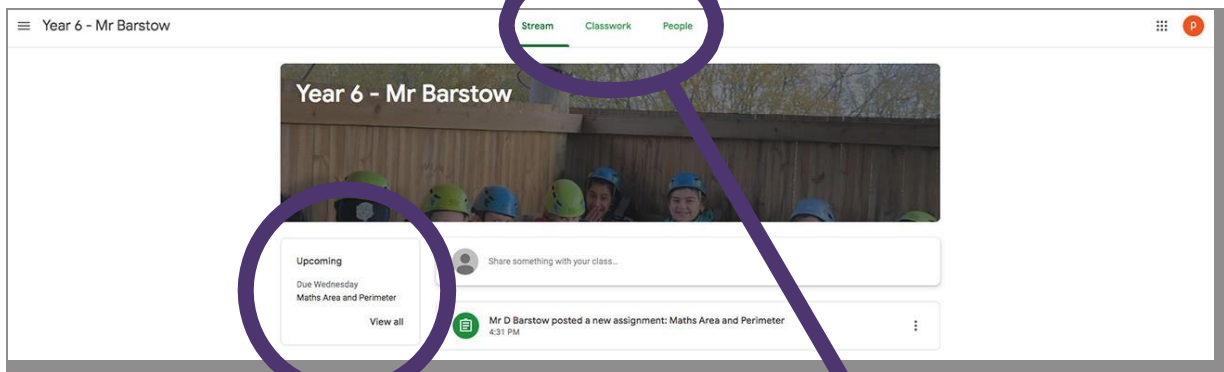 Year 6 - Mr Barstow
Stream Classwork People
P
Year 6 - Mr Barstow
Upcoming
Due Wednesday
Maths Area and Perimeter
View all
Share something with your class...
Mr D Barstow posted a new assignment: Maths Area and Perimeter
4:31 PM